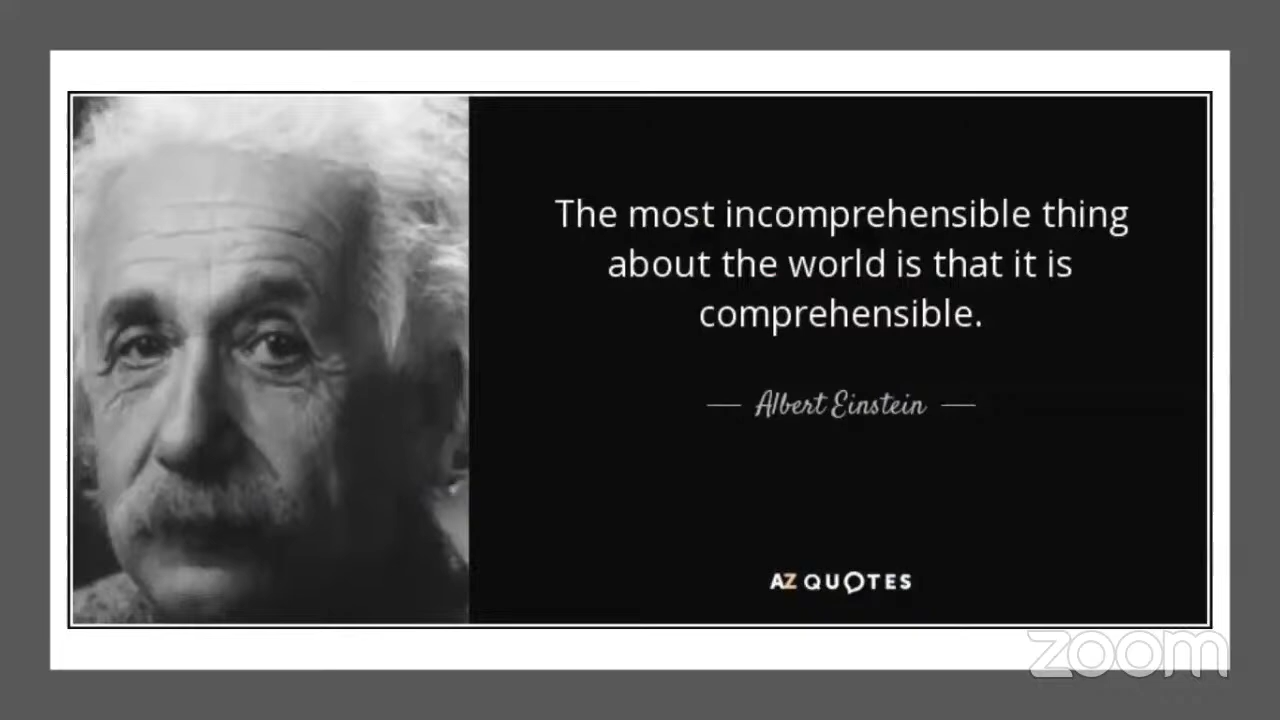 The most incomprehensible thing
about the world is that it is
comprehensible.
Albert Einstein
AZ QUOTES
zoom